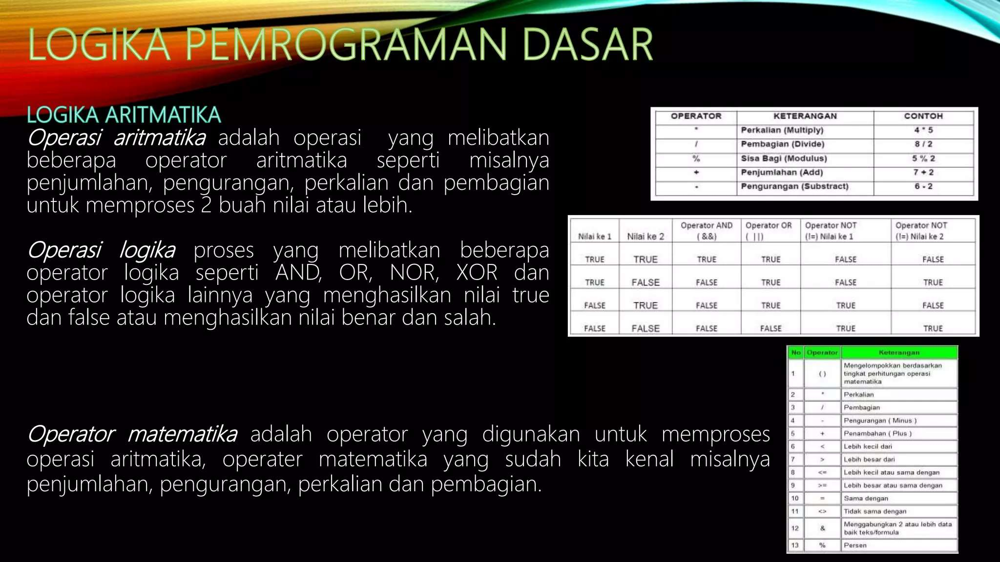 LOGIKA PEMROGRAMAN DASAR
LOGIKA ARITMATIKA
Operasi aritmatika adalah operasi yang melibatkan
beberapa operator aritmatika seperti misalnya
penjumlahan, pengurangan, perkalian dan pembagian
untuk memproses 2 buah nilai atau lebih.
Operasi logika proses yang melibatkan beberapa
operator logika seperti AND, OR, NOR, XOR dan
operator logika lainnya yang menghasilkan nilai true
dan false atau menghasilkan nilai benar dan salah.
Operator matematika adalah operator yang digunakan untuk memproses
operasi aritmatika, operater matematika yang sudah kita kenal misalnya
penjumlahan, pengurangan, perkalian dan pembagian.
OPERATOR KETERANGAN CONTOH
* Perkalian (Multiply) 4 * 5
/ Pembagian (Divide) 8 / 2
% Sisa Bagi (Modulus) 5 % 2
+ Penjumlahan (Add) 7 + 2
- Pengurangan (Substract) 6 - 2
Nilai ke 1 Nilai ke 2 Operator AND Operator OR Operator NOT Operator NOT
( &&) ( ||) (!=) Nilai ke 1 (!=) Nilai ke 2
TRUE TRUE TRUE TRUE FALSE FALSE
TRUE FALSE FALSE TRUE FALSE TRUE
FALSE TRUE FALSE TRUE TRUE FALSE
FALSE FALSE FALSE FALSE TRUE TRUE
No Operator Keterangan
1 ( ) Mengelompokkan berdasarkan
tingkat perhitungan operasi
matematika
2 * Perkalian
3 / Pembagian
4 - Pengurangan ( Minus )
5 + Penambahan ( Plus )
6 < Lebih kecil dari
7 > Lebih besar dari
8 <= Lebih kecil atau sama dengan
9 >= Lebih besar atau sama dengan
10 = Sama dengan
11 <> Tidak sama dengan
12 & Menggabungkan 2 atau lebih data
baik teks/formula
13 % Persen